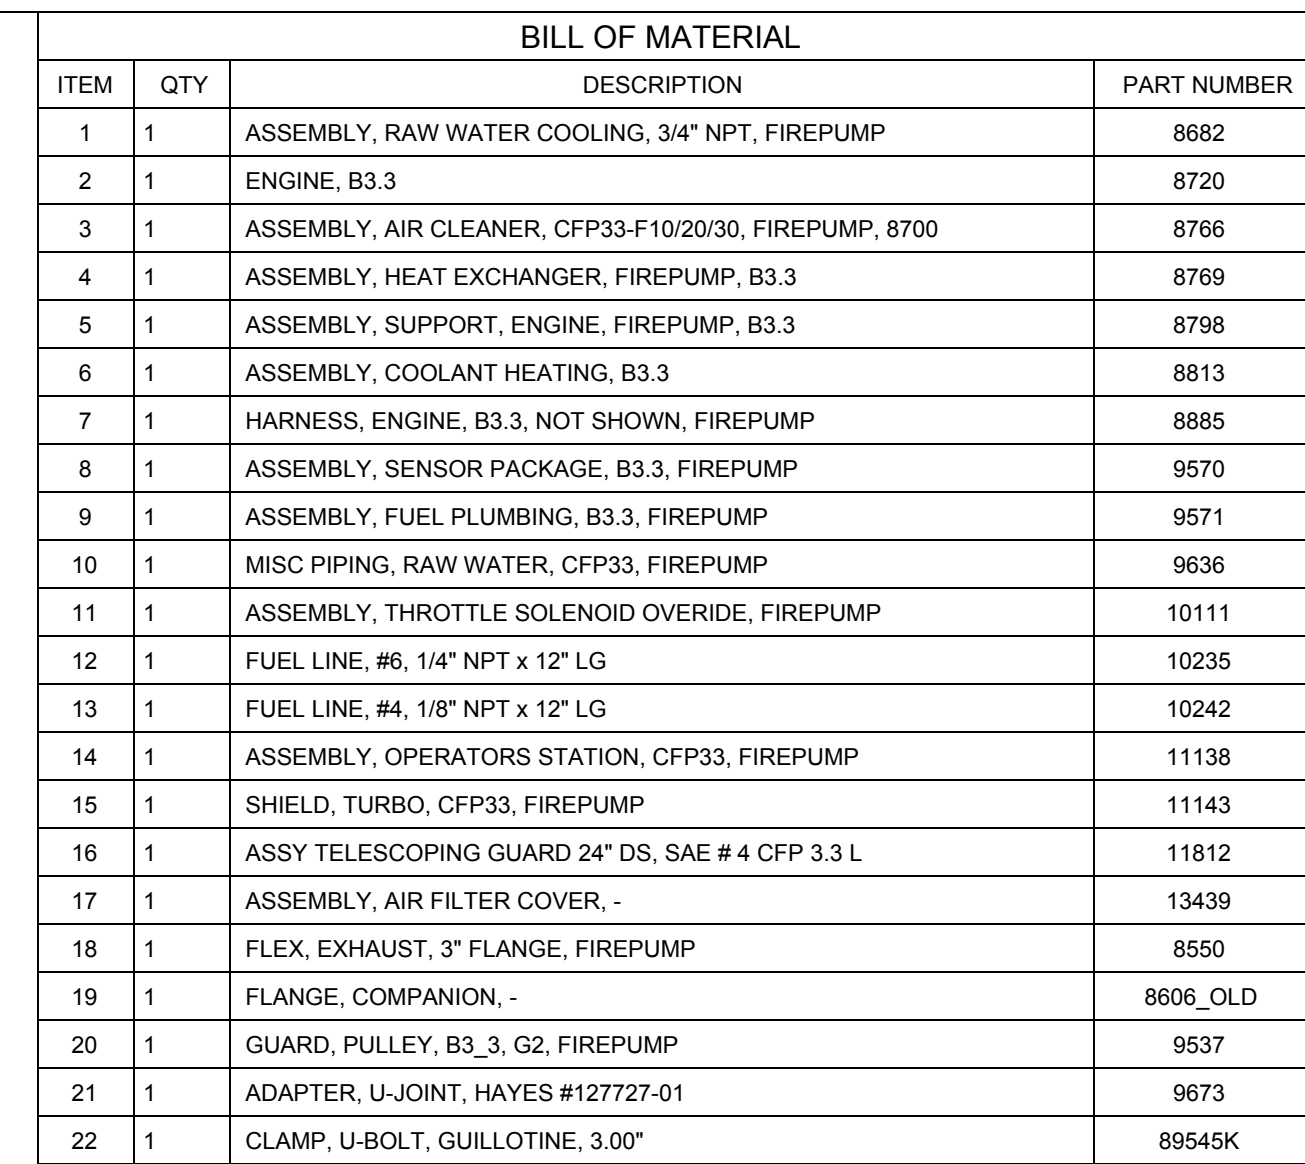 BILL OF MATERIAL
ITEM QTY DESCRIPTION PART NUMBER
1 1 ASSEMBLY, RAW WATER COOLING, 3/4" NPT, FIREPUMP 8682
2 1 ENGINE, B3.3 8720
3 1 ASSEMBLY, AIR CLEANER, CFP33-F10/20/30, FIREPUMP, 8700 8766
4 1 ASSEMBLY, HEAT EXCHANGER, FIREPUMP, B3.3 8769
5 1 ASSEMBLY, SUPPORT, ENGINE, FIREPUMP, B3.3 8798
6 1 ASSEMBLY, COOLANT HEATING, B3.3 8813
7 1 HARNESS, ENGINE, B3.3, NOT SHOWN, FIREPUMP 8885
8 1 ASSEMBLY, SENSOR PACKAGE, B3.3, FIREPUMP 9570
9 1 ASSEMBLY, FUEL PLUMBING, B3.3, FIREPUMP 9571
10 1 MISC PIPING, RAW WATER, CFP33, FIREPUMP 9636
11 1 ASSEMBLY, THROTTLE SOLENOID OVERIDE, FIREPUMP 10111
12 1 FUEL LINE, #6, 1/4" NPT x 12" LG 10235
13 1 FUEL LINE, #4, 1/8" NPT x 12" LG 10242
14 1 ASSEMBLY, OPERATORS STATION, CFP33, FIREPUMP 11138
15 1 SHIELD, TURBO, CFP33, FIREPUMP 11143
16 1 ASSY TELESCOPING GUARD 24" DS, SAE # 4 CFP 3.3 L 11812
17 1 ASSEMBLY, AIR FILTER COVER, - 13439
18 1 FLEX, EXHAUST, 3" FLANGE, FIREPUMP 8550
19 1 FLANGE, COMPANION, - 8606_OLD
20 1 GUARD, PULLEY, B3_3, G2, FIREPUMP 9537
21 1 ADAPTER, U-JOINT, HAYES #127727-01 9673
22 1 CLAMP, U-BOLT, GUILLOTINE, 3.00" 89545K